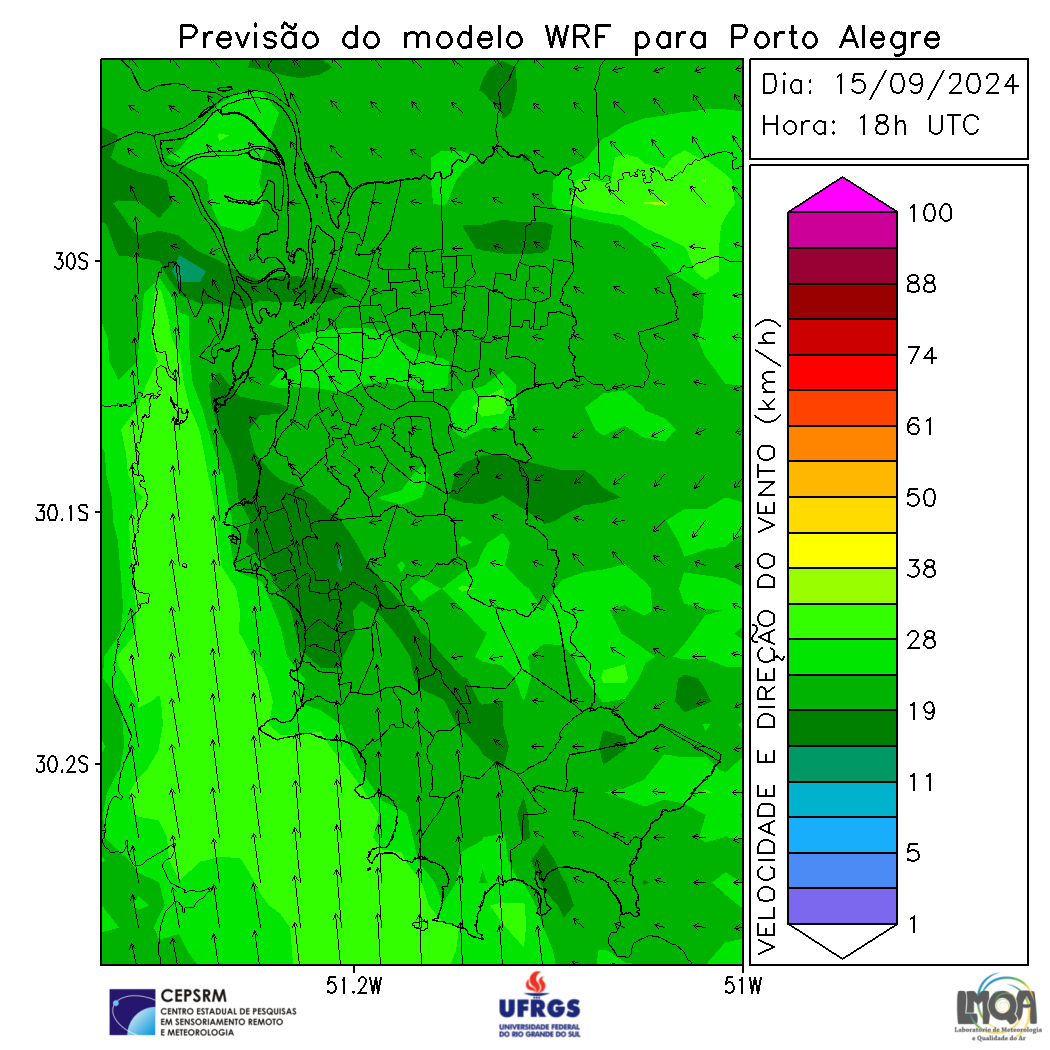 Previsão do modelo WRF para Porto Alegre
Dia: 15/09/2024
Hora: 18h UTC
30S
30.1S
30.2S
51.2W
51W
VELOCIDADE E DIREÇÃO DO VENTO (km/h)
100
88
74
61
50
38
28
19
11
5
1
CEPSRM
CENTRO ESTADUAL DE PESQUISAS
EM SENSORIAMENTO REMOTO
E METEOROLOGIA
UFRGS
UNIVERSIDADE FEDERAL
DO RIO GRANDE DO SUL
LMQA
Laboratório de Meteorologia
e Qualidade do Ar